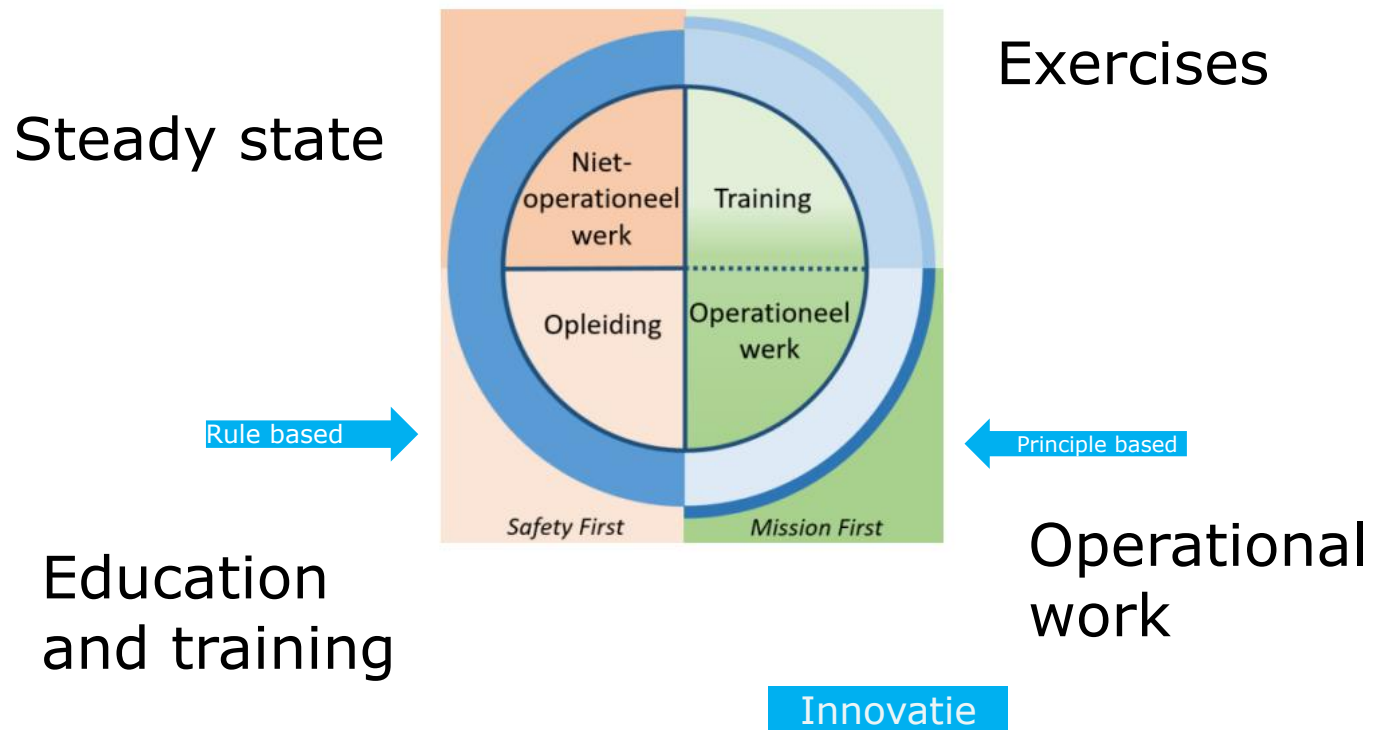 Exercises
Steady state
Niet-
operationeel
werk
Training
Opleiding
Operationeel
werk
Rule based
Principle based
Safety First
Mission First
Education
and training
Operational
work
Innovatie